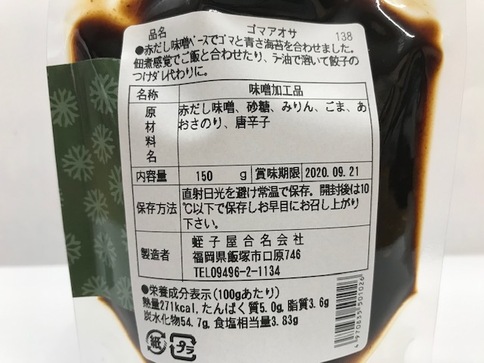 品名 ゴマアオサ 138
●赤だし味噌ベースでゴマと青さ海苔を合わせました。
佃煮感覚でご飯と合わせたり、ラー油で溶いて餃子の
つけダレ代わりに。
名称 味噌加工品
原材料名 赤だし味噌、砂糖、みりん、ごま、あ
おさのり、唐辛子
内容量 150 g 賞味期限 2020.09.21
保存方法 直射日光を避け常温で保存。開封後は10
℃以下で保存しお早目にお召し上がり
下さい。
製造者 蛭子屋合名会社
福岡県飯塚市口原746
TEL09496-2-1134
●栄養成分表示(100gあたり)
熱量271kcal,たんぱく質5.0g,脂質3.6g
炭水化物54.7g,食塩相当量3.83g
紙 プラ
4970855501026